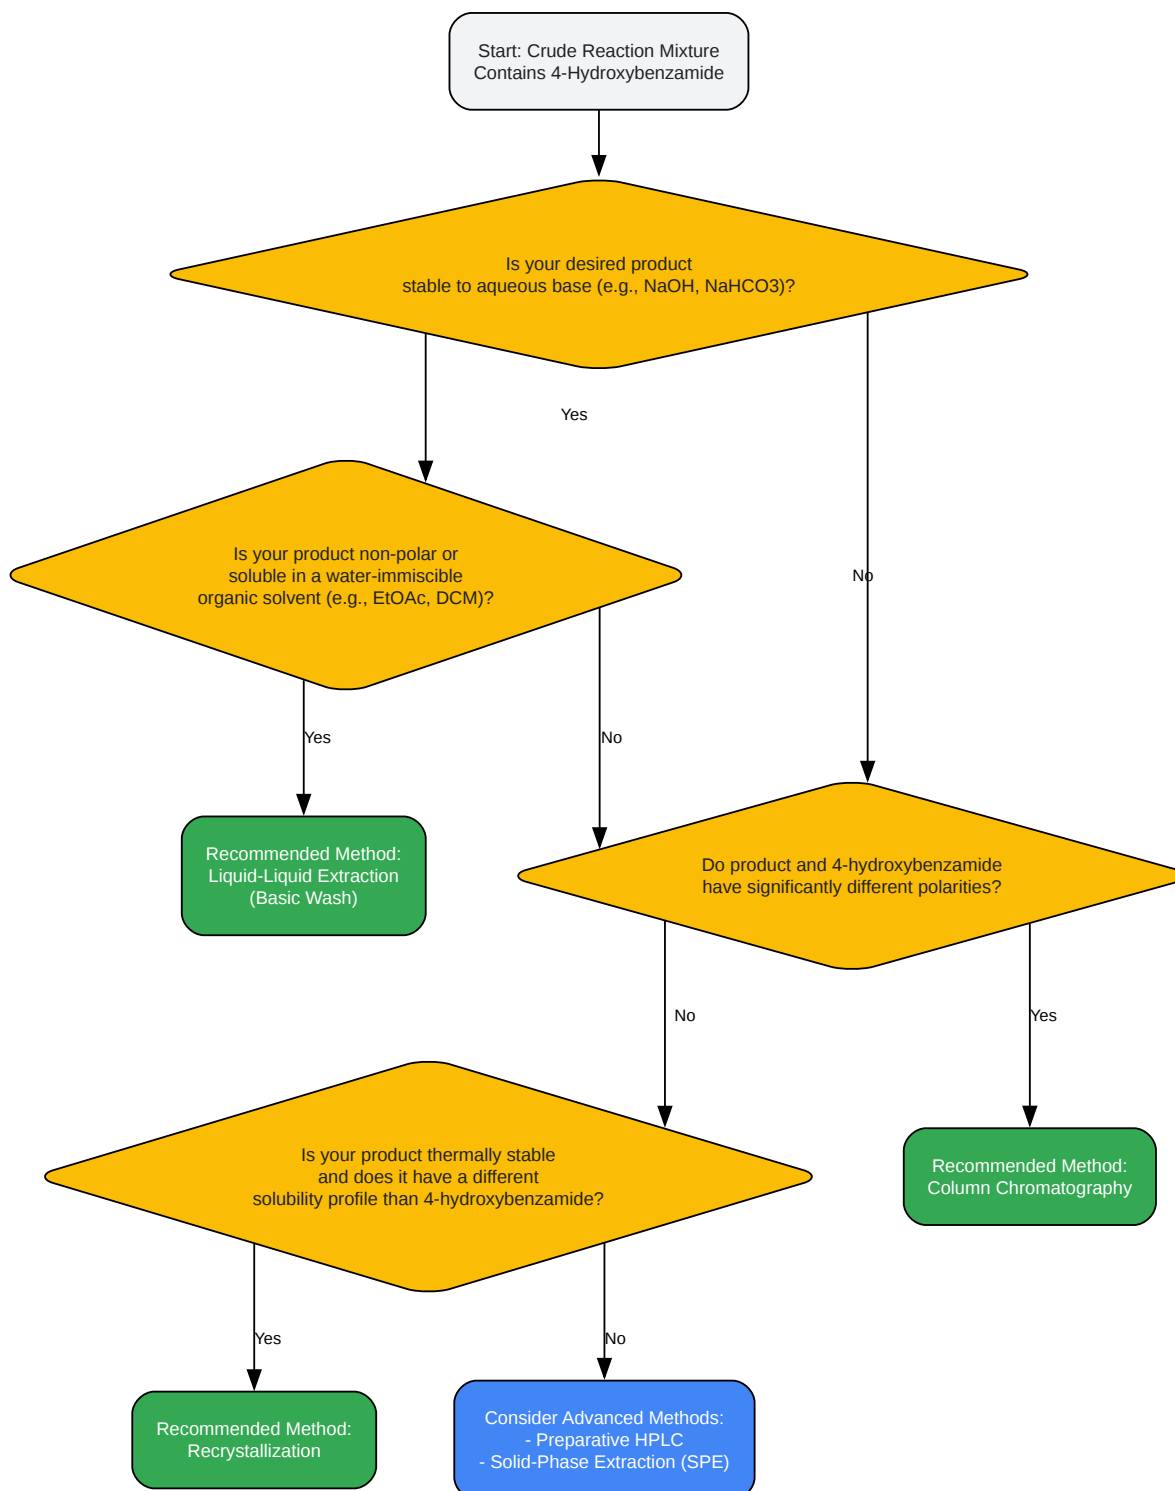 Start: Crude Reaction Mixture
Contains 4-Hydroxybenzamide
Is your desired product
stable to aqueous base (e.g., NaOH, NaHCO3)?
Yes
Is your product non-polar or
soluble in a water-immiscible
organic solvent (e.g., EtOAc, DCM)?
No
Yes
No
Recommended Method:
Liquid-Liquid Extraction
(Basic Wash)
Do product and 4-hydroxybenzamide
have significantly different polarities?
No
Yes
Is your product thermally stable
and does it have a different
solubility profile than 4-hydroxybenzamide?
Recommended Method:
Column Chromatography
Yes
No
Recommended Method:
Recrystallization
Consider Advanced Methods:
- Preparative HPLC
- Solid-Phase Extraction (SPE)